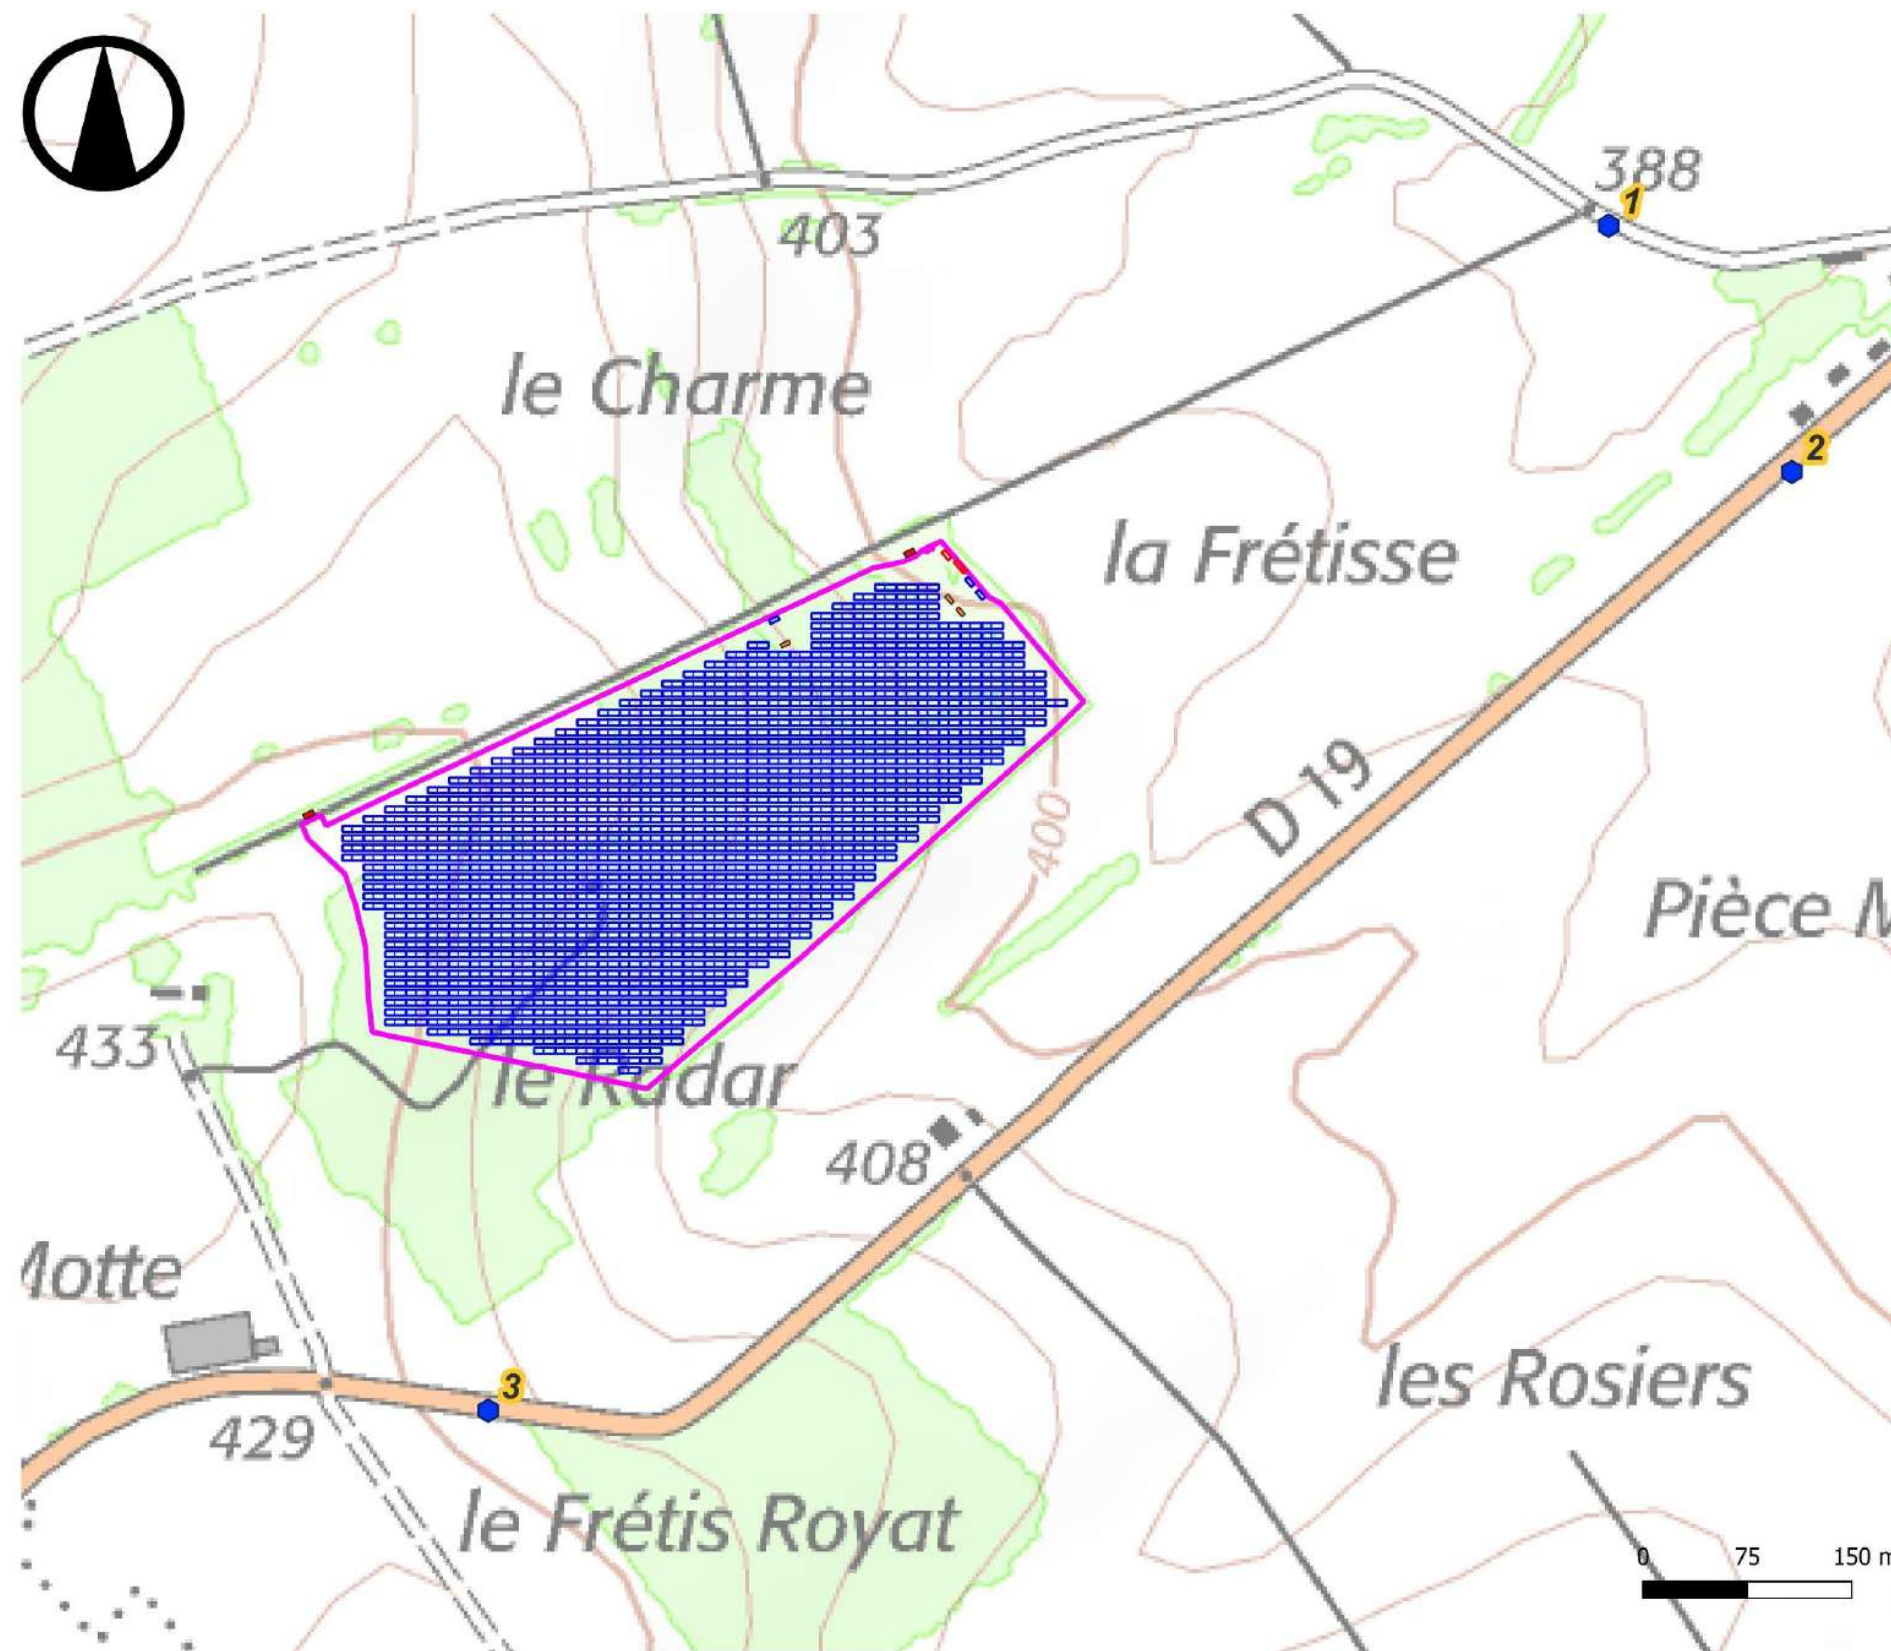 388
1
403
le Charme
2
la Frétisse
D 19
400
Pièce M
433
le Radar
408
Motte
3
429
les Rosiers
le Frétis Royat
0 75 150 m